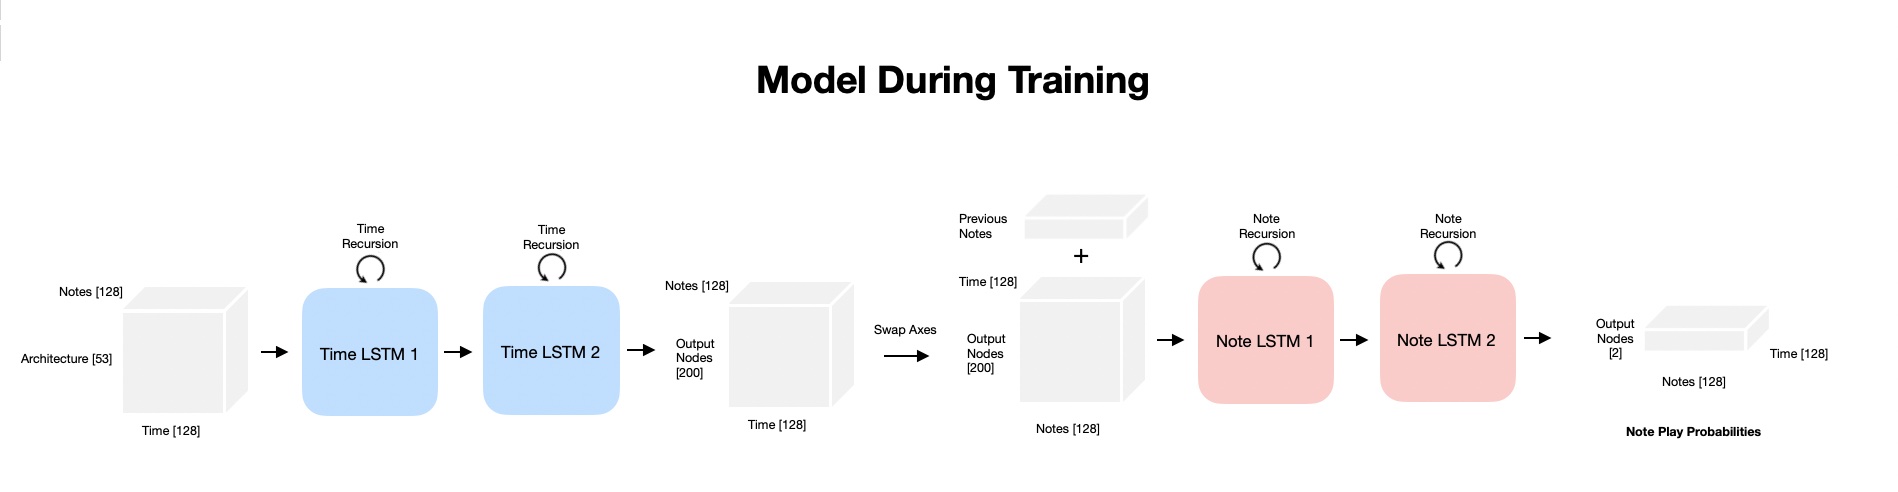 Model During Training
Notes [128]
Architecture [53]
Time [128]
Time
Recursion
Time LSTM 1
Time
Recursion
Time LSTM 2
Notes [128]
Output
Nodes
[200]
Time [128]
Swap Axes
Previous
Notes
+
Time [128]
Output
Nodes
[200]
Notes [128]
Note
Recursion
Note LSTM 1
Note
Recursion
Note LSTM 2
Output
Nodes
[2]
Time [128]
Notes [128]
Note Play Probabilities